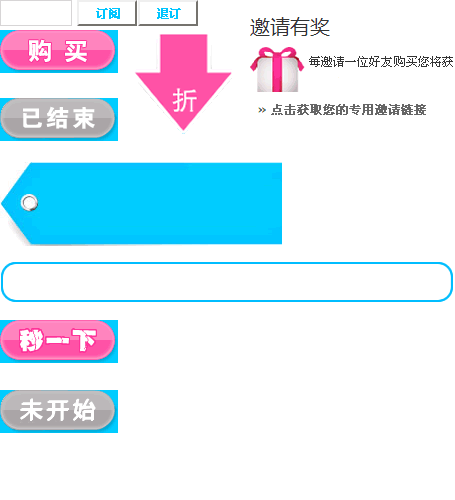 订阅 退订
购 买
折
邀请有奖
每邀请一位好友购买您将获
» 点击获取您的专用邀请链接
已结束
秒一下
未开始